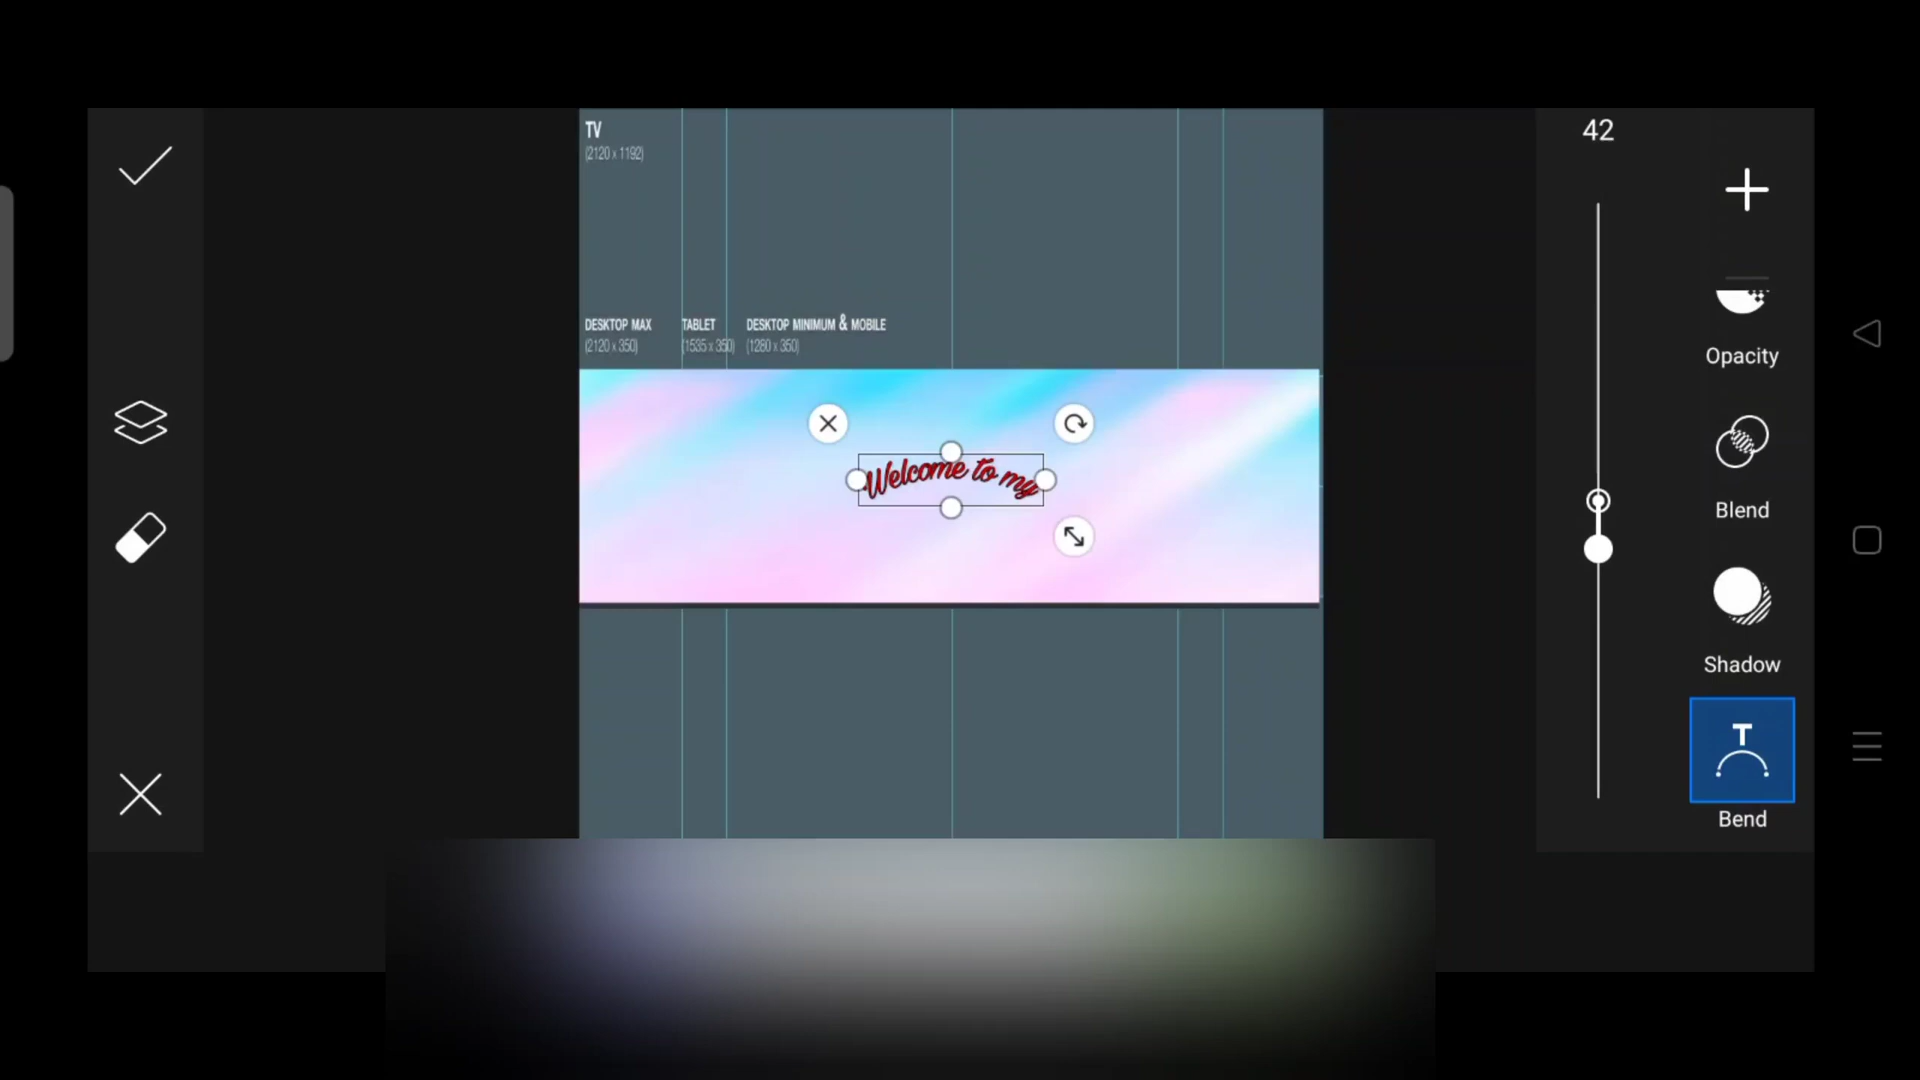 42
TV
(2120 x 1192)
Opacity
DESKTOP MAX TABLET DESKTOP MINIMUM & MOBILE
(2120 x 350) (1535 x 350) (1280 x 350)
Welcome to my
Blend
Shadow
T
Bend